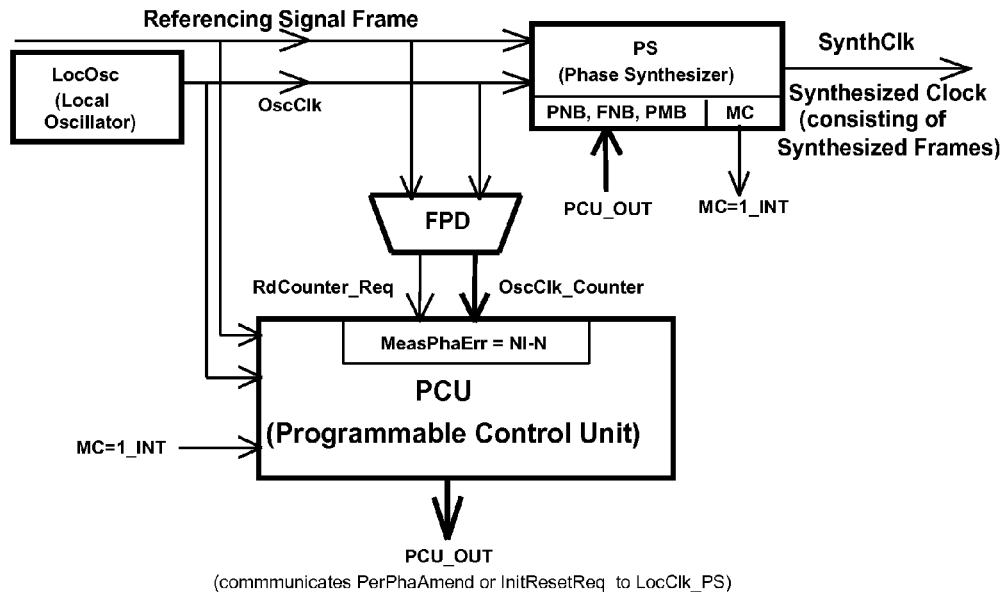 Referencing Signal Frame
LocOsc
(Local
Oscillator)
OscClk
PS
(Phase Synthesizer)
PNB, FNB, PMB
MC
SynthClk
Synthesized Clock
(consisting of
Synthesized Frames)
PCU_OUT
MC=1_INT
FPD
RdCounter_Req
OscClk_Counter
MeasPhaErr = NI-N
PCU
(Programmable Control Unit)
MC=1_INT
PCU_OUT
(commmunicates PerPhaAmend or InitResetReq to LocClk_PS)